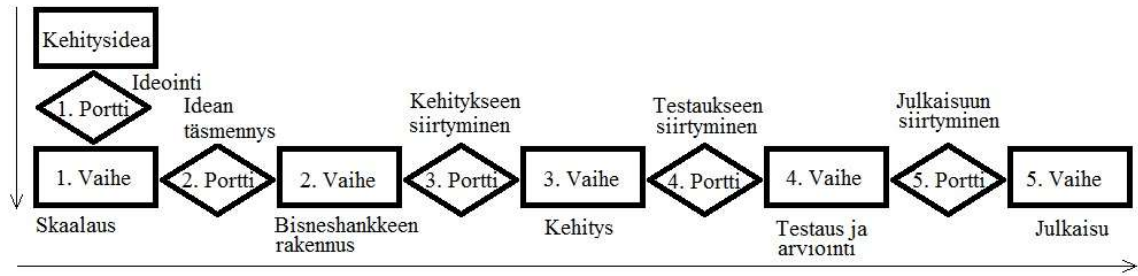 Kehitysidea
1. Portti
Ideointi
Idean
täsmennys
Kehitykseen
siirtyminen
Testaukseen
siirtyminen
Julkaisuun
siirtyminen
1. Vaihe
2. Portti
2. Vaihe
3. Portti
3. Vaihe
4. Portti
4. Vaihe
5. Portti
5. Vaihe
Skaalaus
Bisneshankkeen
rakennus
Kehitys
Testaus ja
arviointi
Julkaisu